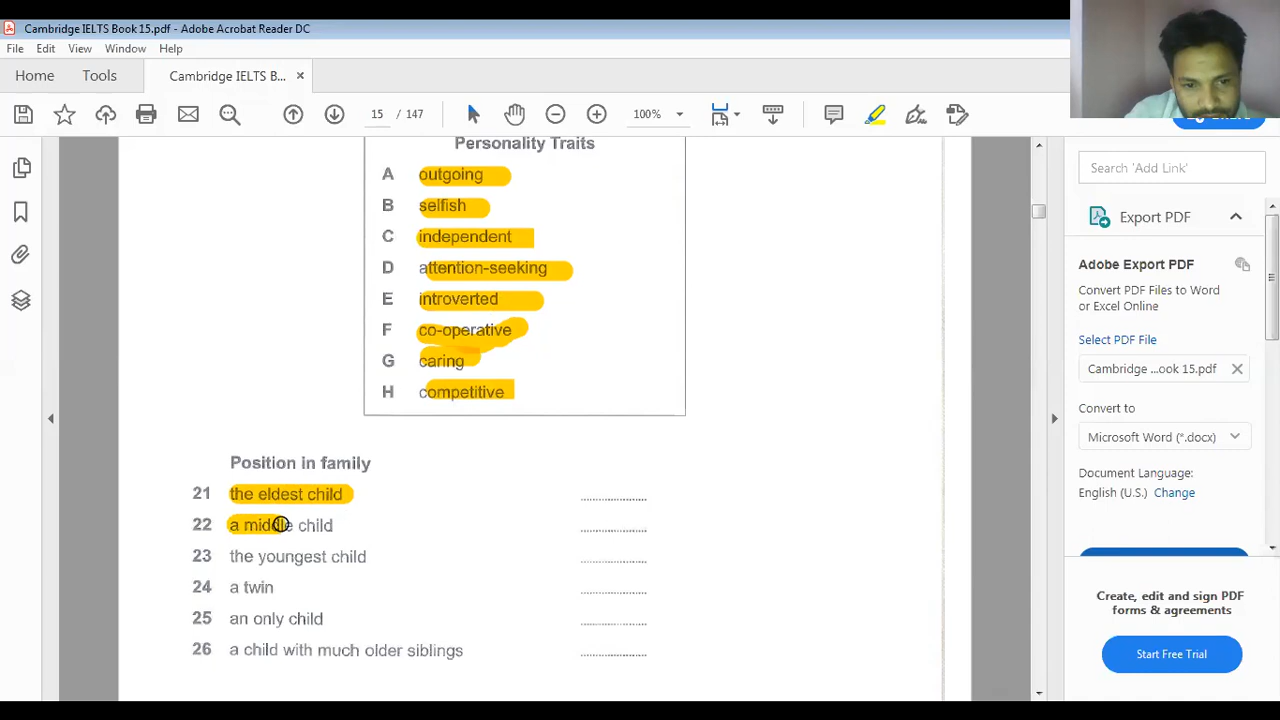 Cambridge IELTS Book 15.pdf - Adobe Acrobat Reader DC
File Edit View Window Help
Home Tools Cambridge IELTS B... ×
15 / 147 100%
Search 'Add Link'
Export PDF
Adobe Export PDF
Convert PDF Files to Word
or Excel Online
Select PDF File
Cambridge ...ook 15.pdf
Convert to
Microsoft Word (*.docx)
Document Language:
English (U.S.) Change
Create, edit and sign PDF
forms & agreements
Start Free Trial
Personality Traits
A outgoing
B selfish
C independent
D attention-seeking
E introverted
F co-operative
G caring
H competitive
Position in family
21 the eldest child ....................
22 a middle child ....................
23 the youngest child ....................
24 a twin ....................
25 an only child ....................
26 a child with much older siblings ....................